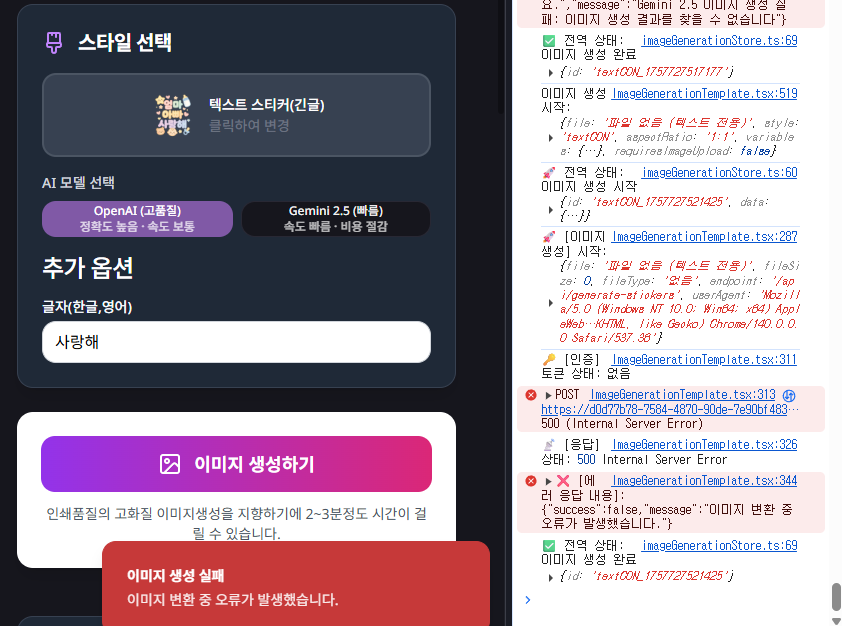 스타일 선택
엄마
아빠
사랑해
텍스트 스티커(긴글)
클릭하여 변경
AI 모델 선택
OpenAI (고품질)
정확도 높음 · 속도 보통
Gemini 2.5 (빠름)
속도 빠름 · 비용 절감
추가 옵션
글자(한글,영어)
사랑해
이미지 생성하기
인쇄품질의 고화질 이미지생성을 지향하기에 2~3분정도 시간이 걸
릴 수 있습니다.
이미지 생성 실패
이미지 변환 중 오류가 발생했습니다.
요.","message":"Gemini 2.5 이미지 생성 실
패: 이미지 생성 결과를 찾을 수 없습니다"}
✅ 전역 상태: imageGenerationStore.ts:69
이미지 생성 완료
{id: 'textCON_1757727517177'}
이미지 생성 ImageGenerationTemplate.tsx:519
시작:
{file: '파일 없음 (텍스트 전용)', style:
'textCON', aspectRatio: '1:1', variable
s: {…}, requiresImageUpload: false}
🚀 전역 상태: imageGenerationStore.ts:60
이미지 생성 시작
{id: 'textCON_1757727521425', data:
{…}}
🚀 [이미지 ImageGenerationTemplate.tsx:287
생성] 시작:
{file: '파일 없음 (텍스트 전용)', fileSi
ze: 0, fileType: '없음', endpoint: '/ap
i/generate-stickers', userAgent: 'Mozill
a/5.0 (Windows NT 10.0; Win64; x64) Appl
eWeb…KHTML, like Gecko) Chrome/140.0.0.
0 Safari/537.36'}
🔑 [인증] ImageGenerationTemplate.tsx:311
토큰 상태: 없음
POST ImageGenerationTemplate.tsx:313
https://d0d77b78-7584-4870-90de-7e90bf483…
500 (Internal Server Error)
📡 [응답] ImageGenerationTemplate.tsx:326
상태: 500 Internal Server Error
❌ [에 ImageGenerationTemplate.tsx:344
러 응답 내용]:
{"success":false,"message":"이미지 변환 중
오류가 발생했습니다."}
✅ 전역 상태: imageGenerationStore.ts:69
이미지 생성 완료
{id: 'textCON_1757727521425'}